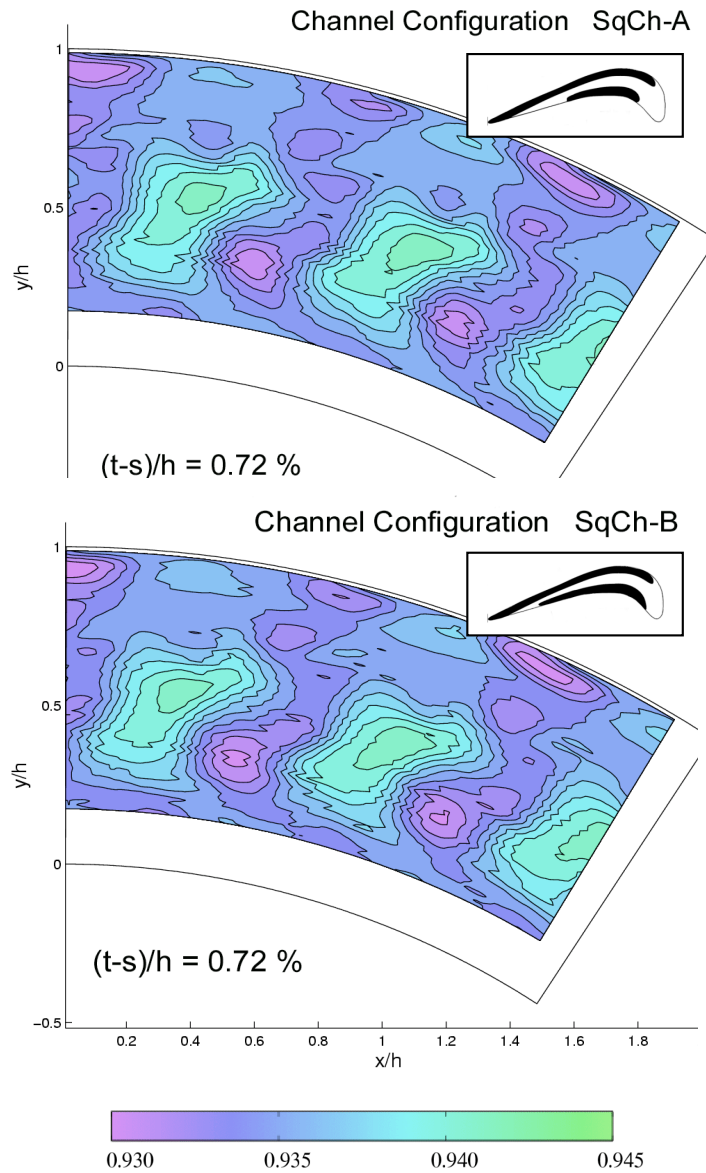 Channel Configuration SqCh-A
1
0.5
y/h
0
(t-s)/h = 0.72 %
Channel Configuration SqCh-B
1
0.5
y/h
0
(t-s)/h = 0.72 %
−0.5
0.2 0.4 0.6 0.8 1 1.2 1.4 1.6 1.8
x/h
0.930 0.935 0.940 0.945